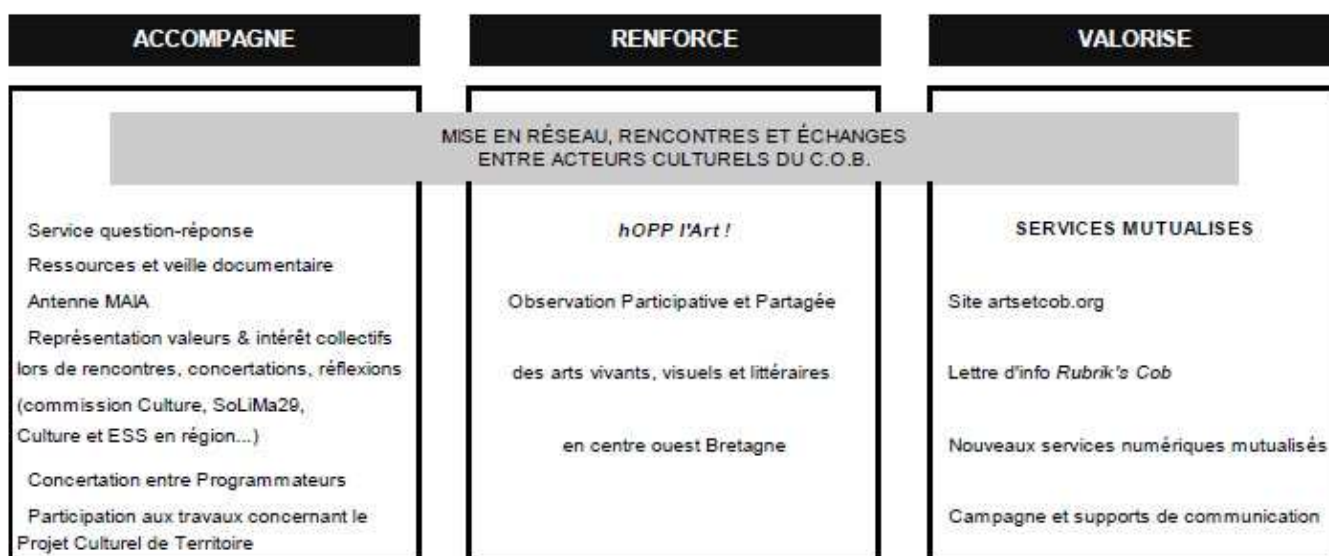 ACCOMPAGNE
RENFORCE
VALORISE
MISE EN RÉSEAU, RENCONTRES ET ÉCHANGES
ENTRE ACTEURS CULTURELS DU C.O.B.
Service question-réponse
Ressources et veille documentaire
Antenne MAIA
Représentation valeurs & intérêt collectifs
lors de rencontres, concertations, réflexions
(commission Culture, SoLiMa29,
Culture et ESS en région...)
Concertation entre Programmateurs
Participation aux travaux concernant le
Projet Culturel de Territoire
hOPP l'Art !
Observation Participative et Partagée
des arts vivants, visuels et littéraires
en centre ouest Bretagne
SERVICES MUTUALISES
Site artsetcob.org
Lettre d'info Rubrik's Cob
Nouveaux services numériques mutualisés
Campagne et supports de communication